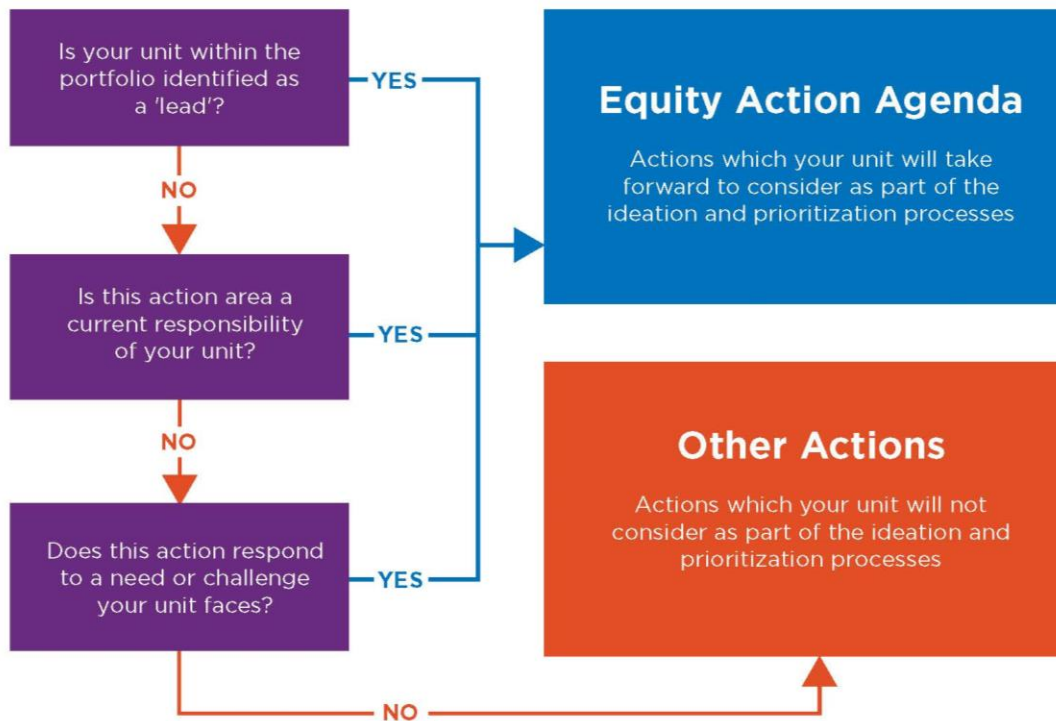 Is your unit within the
portfolio identified as
a 'lead'?
YES
NO
Equity Action Agenda
Actions which your unit will take
forward to consider as part of the
ideation and prioritization processes
Is this action area a
current responsibility
of your unit?
YES
NO
Other Actions
Actions which your unit will not
consider as part of the ideation and
prioritization processes
Does this action respond
to a need or challenge
your unit faces?
YES
NO